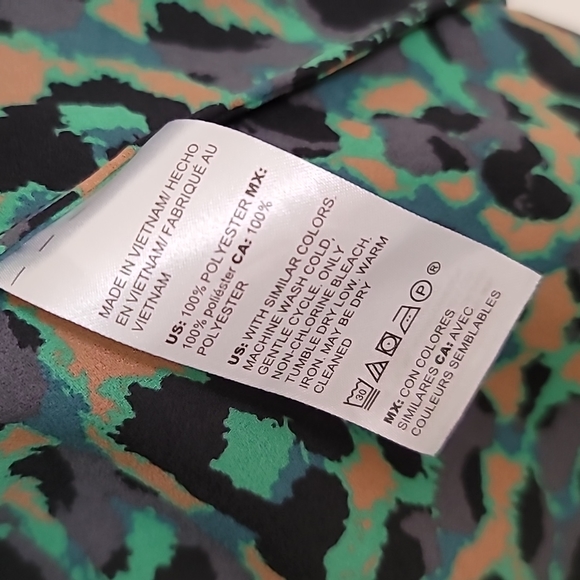 MADE IN VIETNAM/ HECHO
EN VIETNAM/ FABRIQUÉ AU
VIETNAM
US: 100% POLYESTER MX:
100% poliéster CA: 100%
POLYESTER
US: WITH SIMILAR COLORS.
MACHINE WASH COLD,
GENTLE CYCLE. ONLY
NON-CHLORINE BLEACH.
TUMBLE DRY LOW. WARM
IRON. MAY BE DRY
CLEANED
30 P ®
MX: CON COLORES
SIMILARES CA: AVEC
COULEURS SEMBLABLES